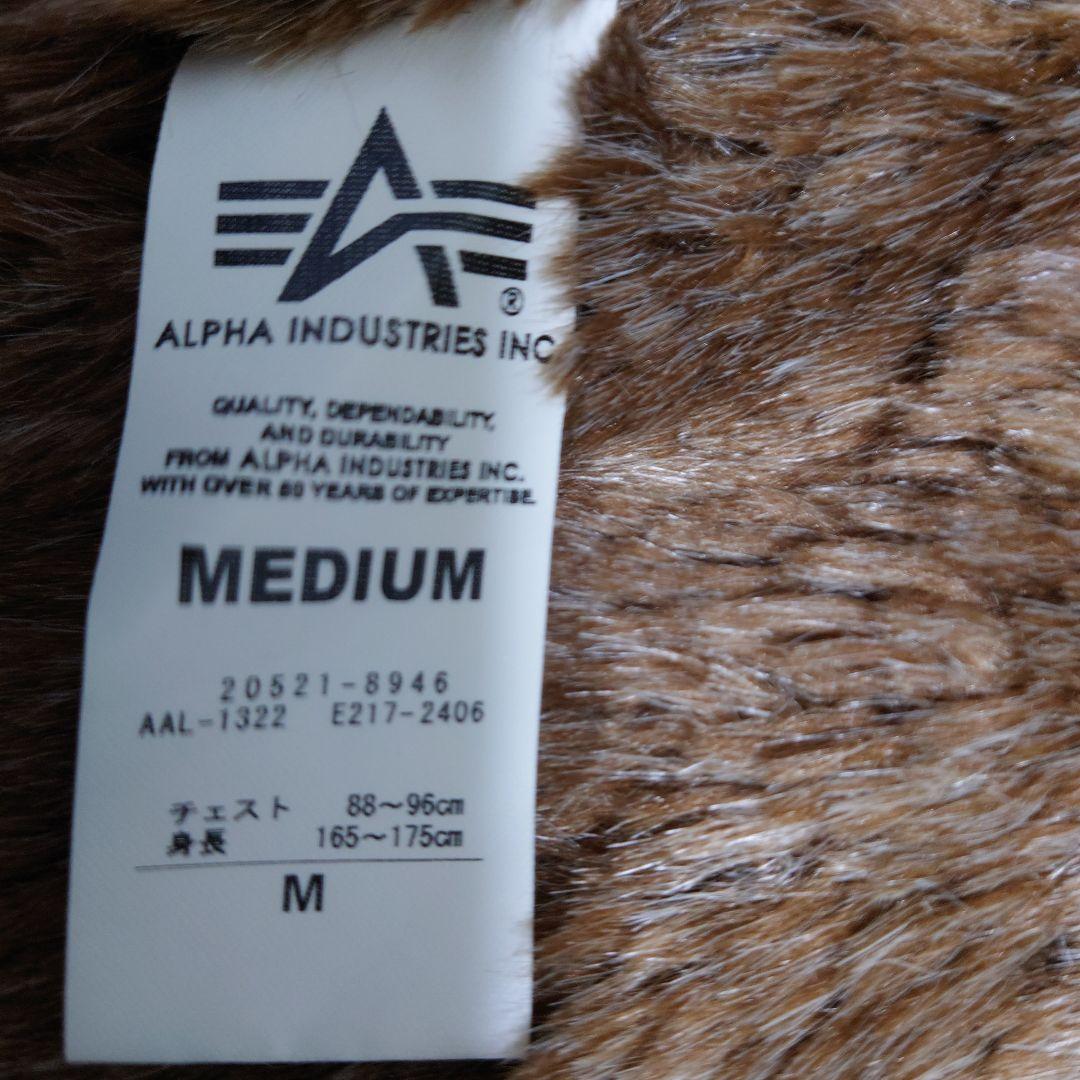 ®
ALPHA INDUSTRIES INC
QUALITY, DEPENDABILITY,
AND DURABILITY
FROM ALPHA INDUSTRIES INC.
WITH OVER 60 YEARS OF EXPERTISE.
MEDIUM
20521-8946
AAL-1322 E217-2406
チェスト 88～96cm
身長 165～175cm
M